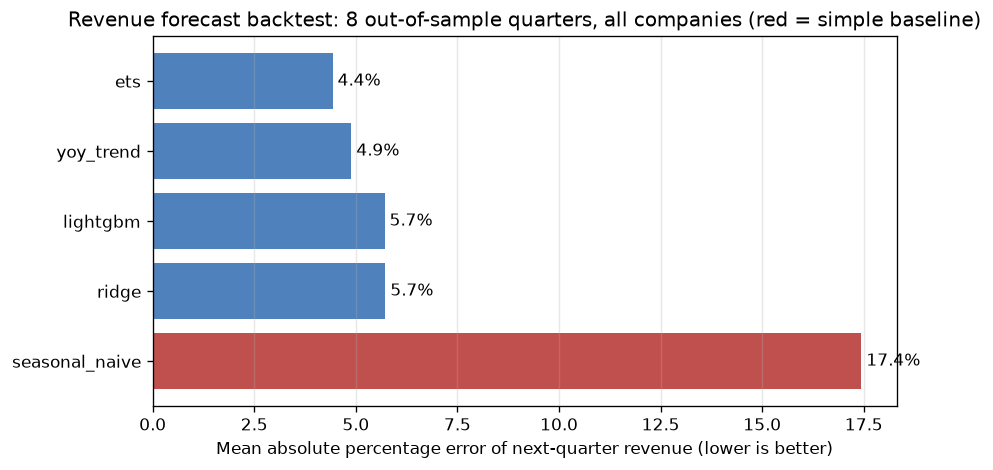 Revenue forecast backtest: 8 out-of-sample quarters, all companies (red = simple baseline)
ets 4.4%
yoy_trend 4.9%
lightgbm 5.7%
ridge 5.7%
seasonal_naive 17.4%
0.0 2.5 5.0 7.5 10.0 12.5 15.0 17.5
Mean absolute percentage error of next-quarter revenue (lower is better)